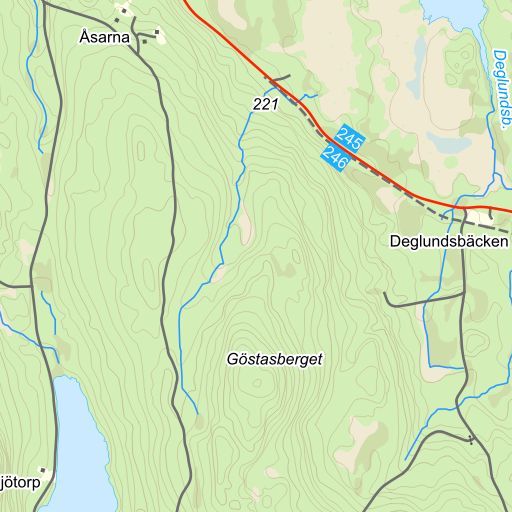 Åsarna
221
245
246
Deglundsb.
Deglundsbäcken
Göstasberget
jötorp